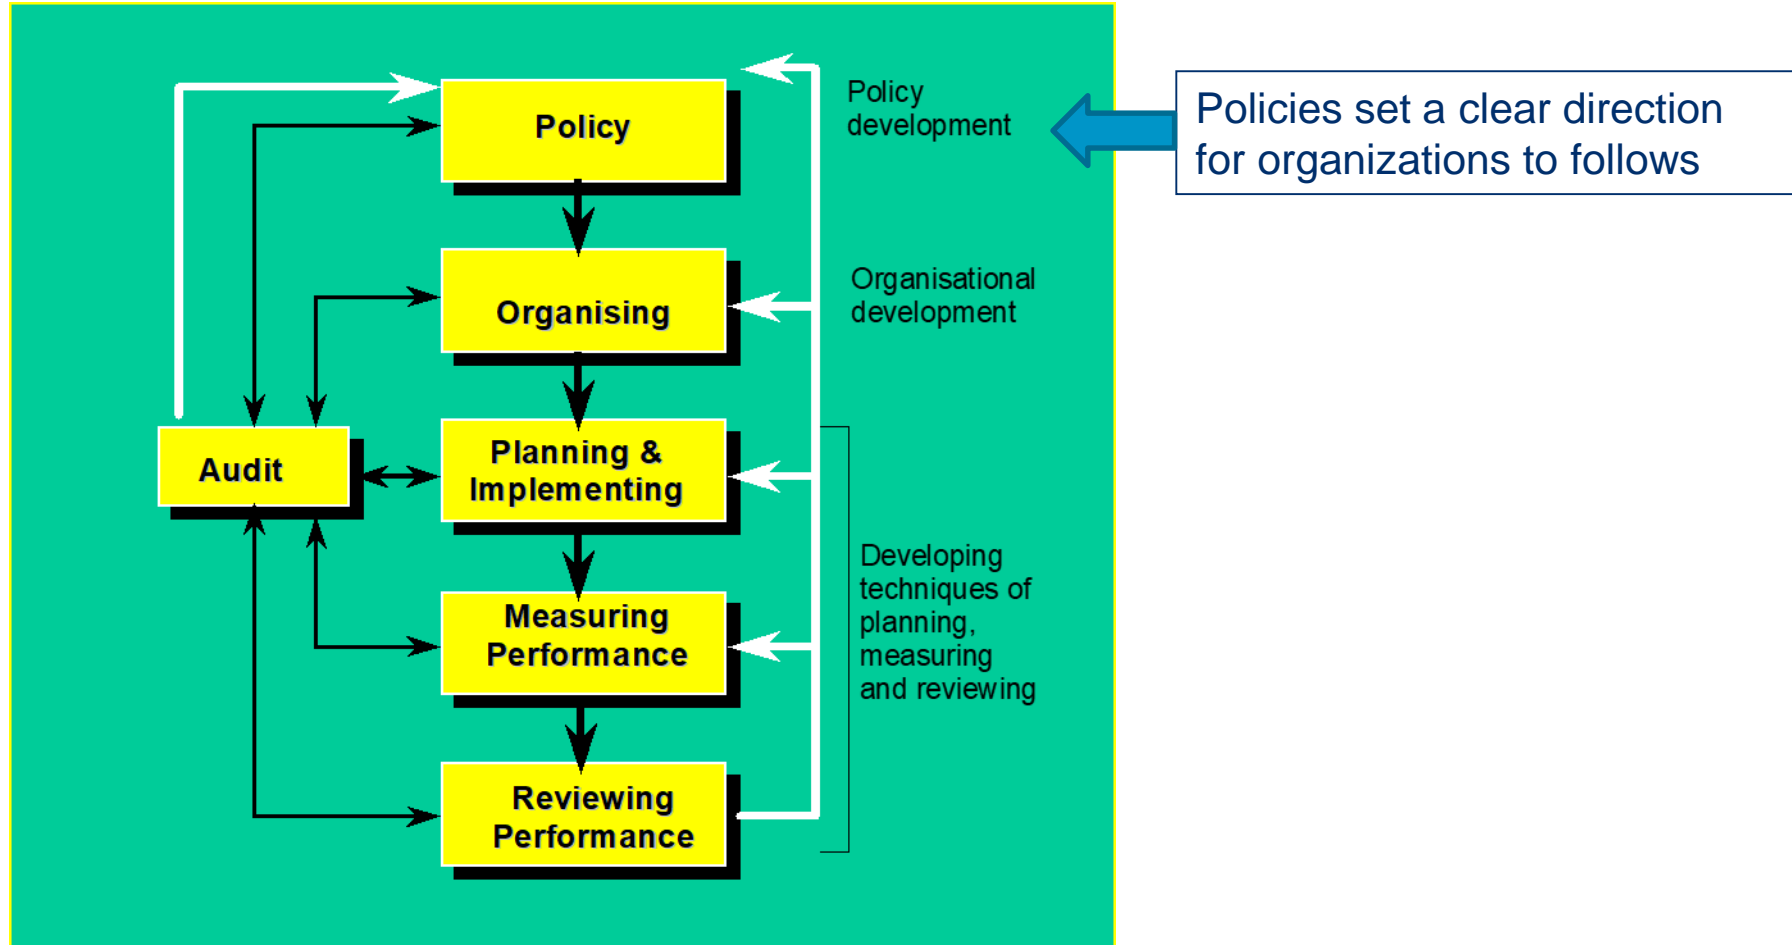 Policy
Policy
development
Policies set a clear direction
for organizations to follows
Organising
Organisational
development
Audit
Planning &
Implementing
Measuring
Performance
Developing
techniques of
planning,
measuring
and reviewing
Reviewing
Performance